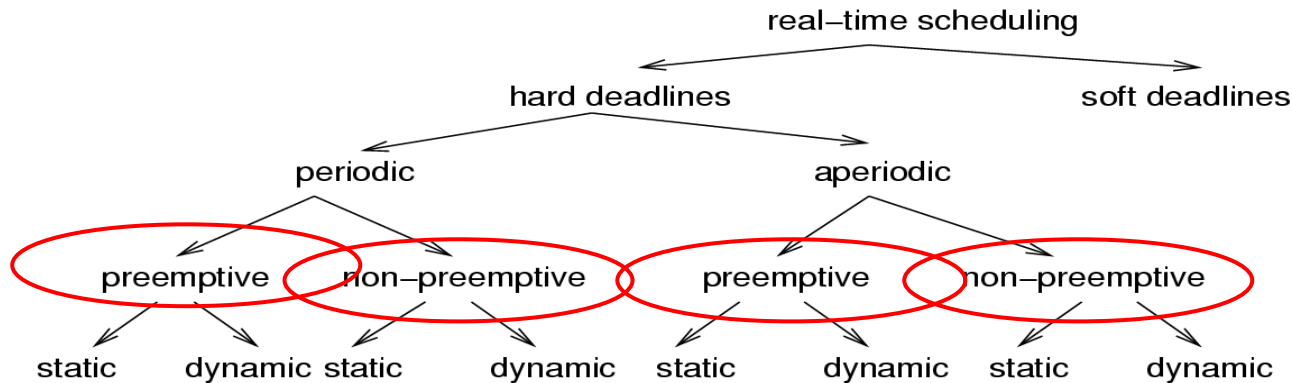 real-time scheduling
hard deadlines soft deadlines
periodic aperiodic
preemptive non-preemptive preemptive non-preemptive
static dynamic static dynamic static dynamic static dynamic